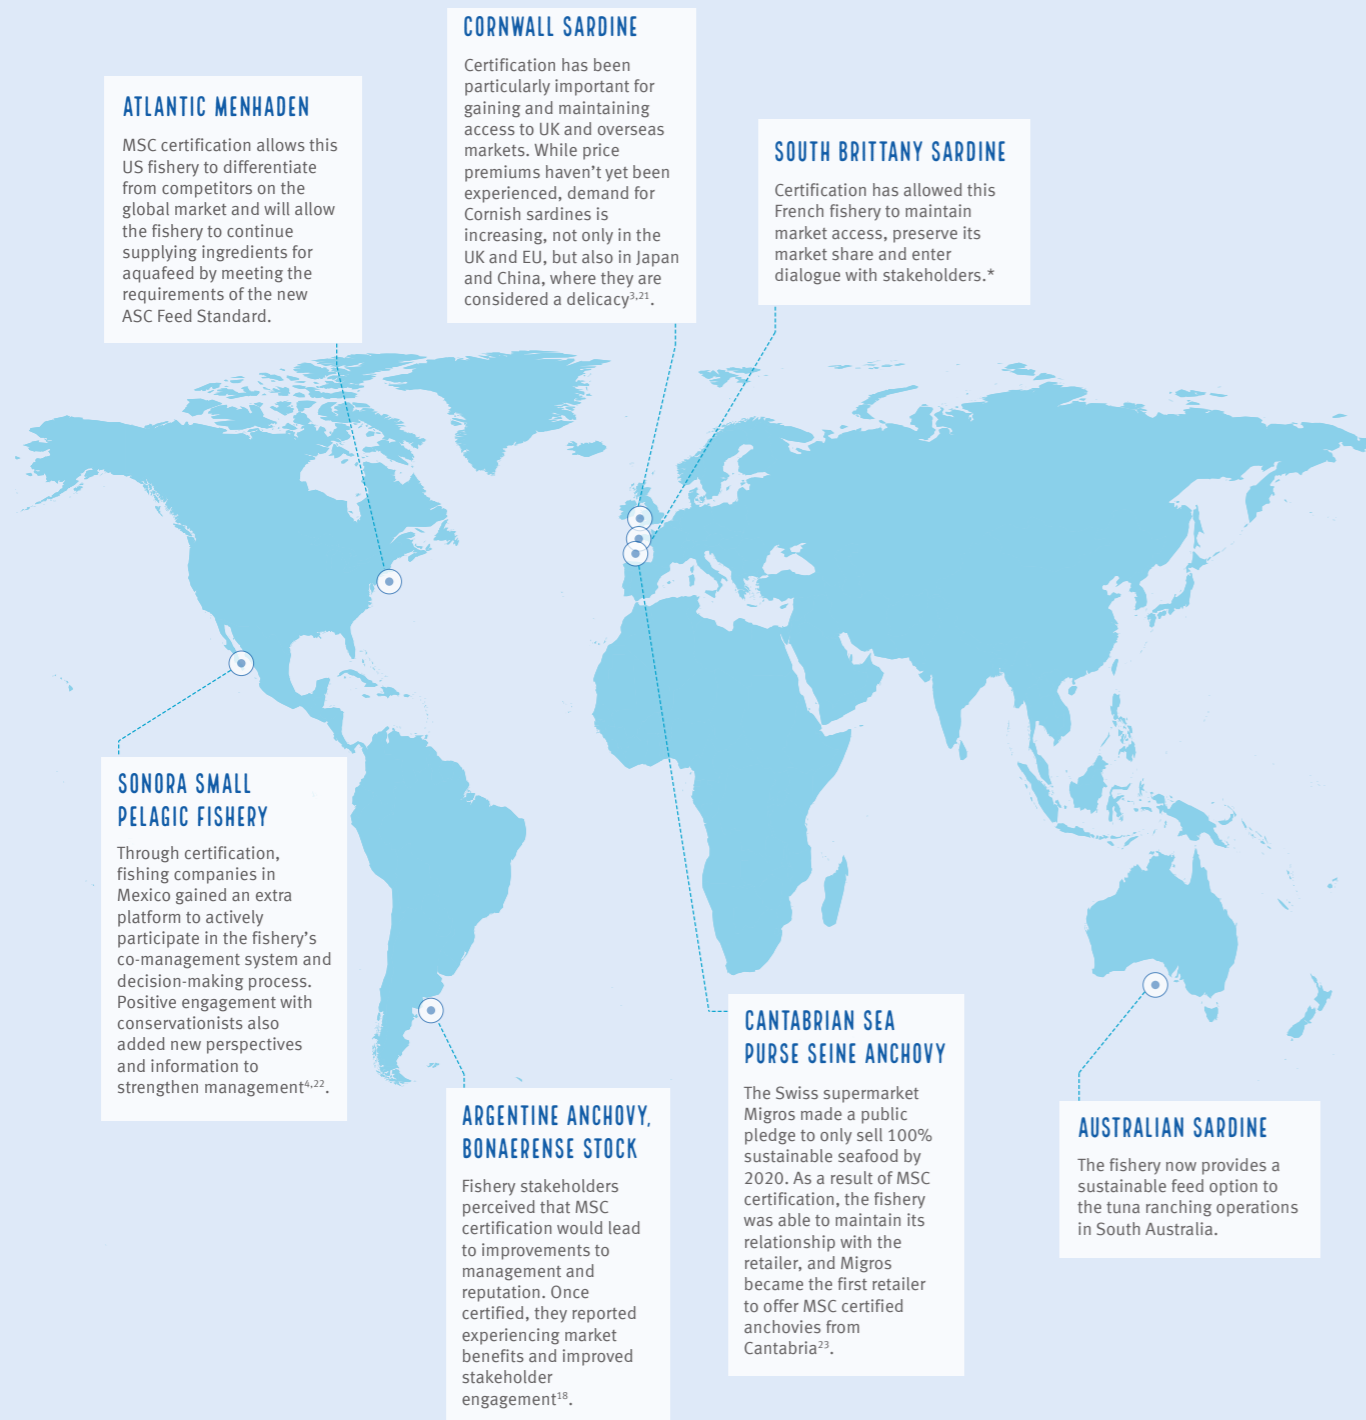 CORNWALL SARDINE
Certification has been
particularly important for
gaining and maintaining
access to UK and overseas
markets. While price
premiums haven't yet been
experienced, demand for
Cornish sardines is
increasing, not only in the
UK and EU, but also in Japan
and China, where they are
considered a delicacy3,21.
ATLANTIC MENHADEN
MSC certification allows this
US fishery to differentiate
from competitors on the
global market and will allow
the fishery to continue
supplying ingredients for
aquafeed by meeting the
requirements of the new
ASC Feed Standard.
SOUTH BRITTANY SARDINE
Certification has allowed this
French fishery to maintain
market access, preserve its
market share and enter
dialogue with stakeholders.*
SONORA SMALL
PELAGIC FISHERY
Through certification,
fishing companies in
Mexico gained an extra
platform to actively
participate in the fishery's
co-management system and
decision-making process.
Positive engagement with
conservationists also
added new perspectives
and information to
strengthen management4,22.
ARGENTINE ANCHOVY,
BONAERENSE STOCK
Fishery stakeholders
perceived that MSC
certification would lead
to improvements to
management and
reputation. Once
certified, they reported
experiencing market
benefits and improved
stakeholder
engagement18.
CANTABRIAN SEA
PURSE SEINE ANCHOVY
The Swiss supermarket
Migros made a public
pledge to only sell 100%
sustainable seafood by
2020. As a result of MSC
certification, the fishery
was able to maintain its
relationship with the
retailer, and Migros
became the first retailer
to offer MSC certified
anchovies from
Cantabria23.
AUSTRALIAN SARDINE
The fishery now provides a
sustainable feed option to
the tuna ranching operations
in South Australia.